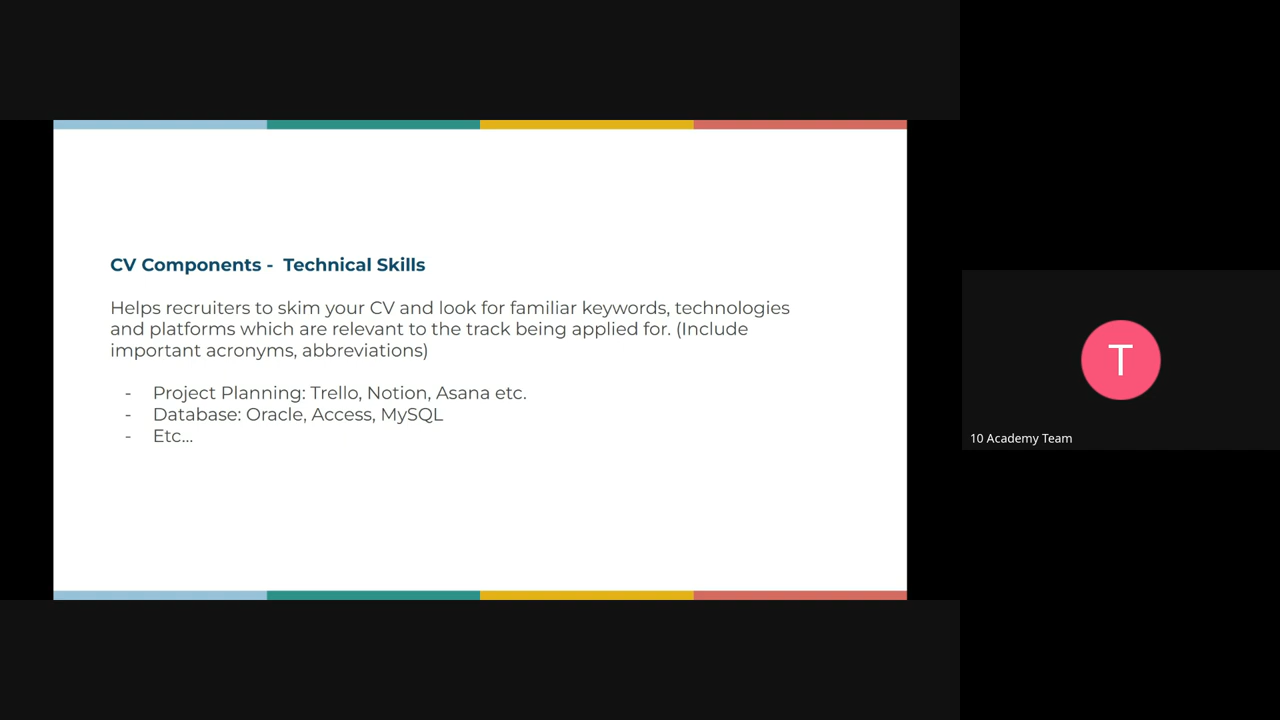 CV Components -  Technical Skills
Helps recruiters to skim your CV and look for familiar keywords, technologies
and platforms which are relevant to the track being applied for. (Include
important acronyms, abbreviations)
- Project Planning: Trello, Notion, Asana etc.
- Database: Oracle, Access, MySQL
- Etc...
T
10 Academy Team